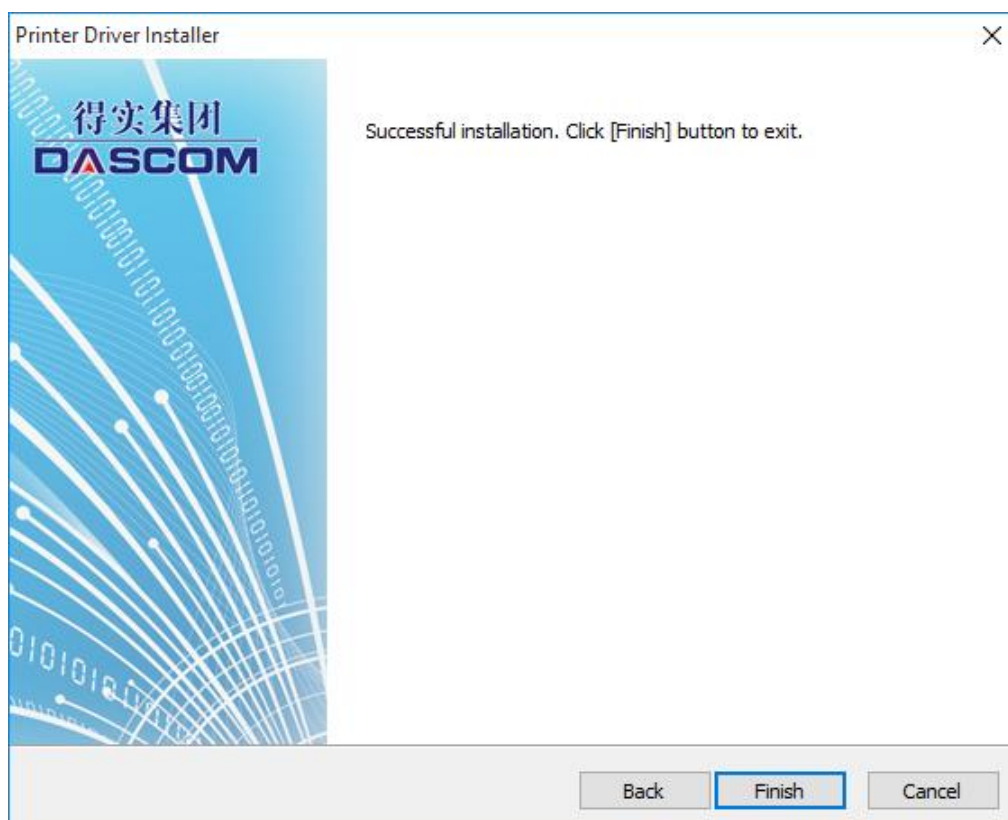 Printer Driver Installer
得实集团
DASCOM
Successful installation. Click [Finish] button to exit.
Back
Finish
Cancel